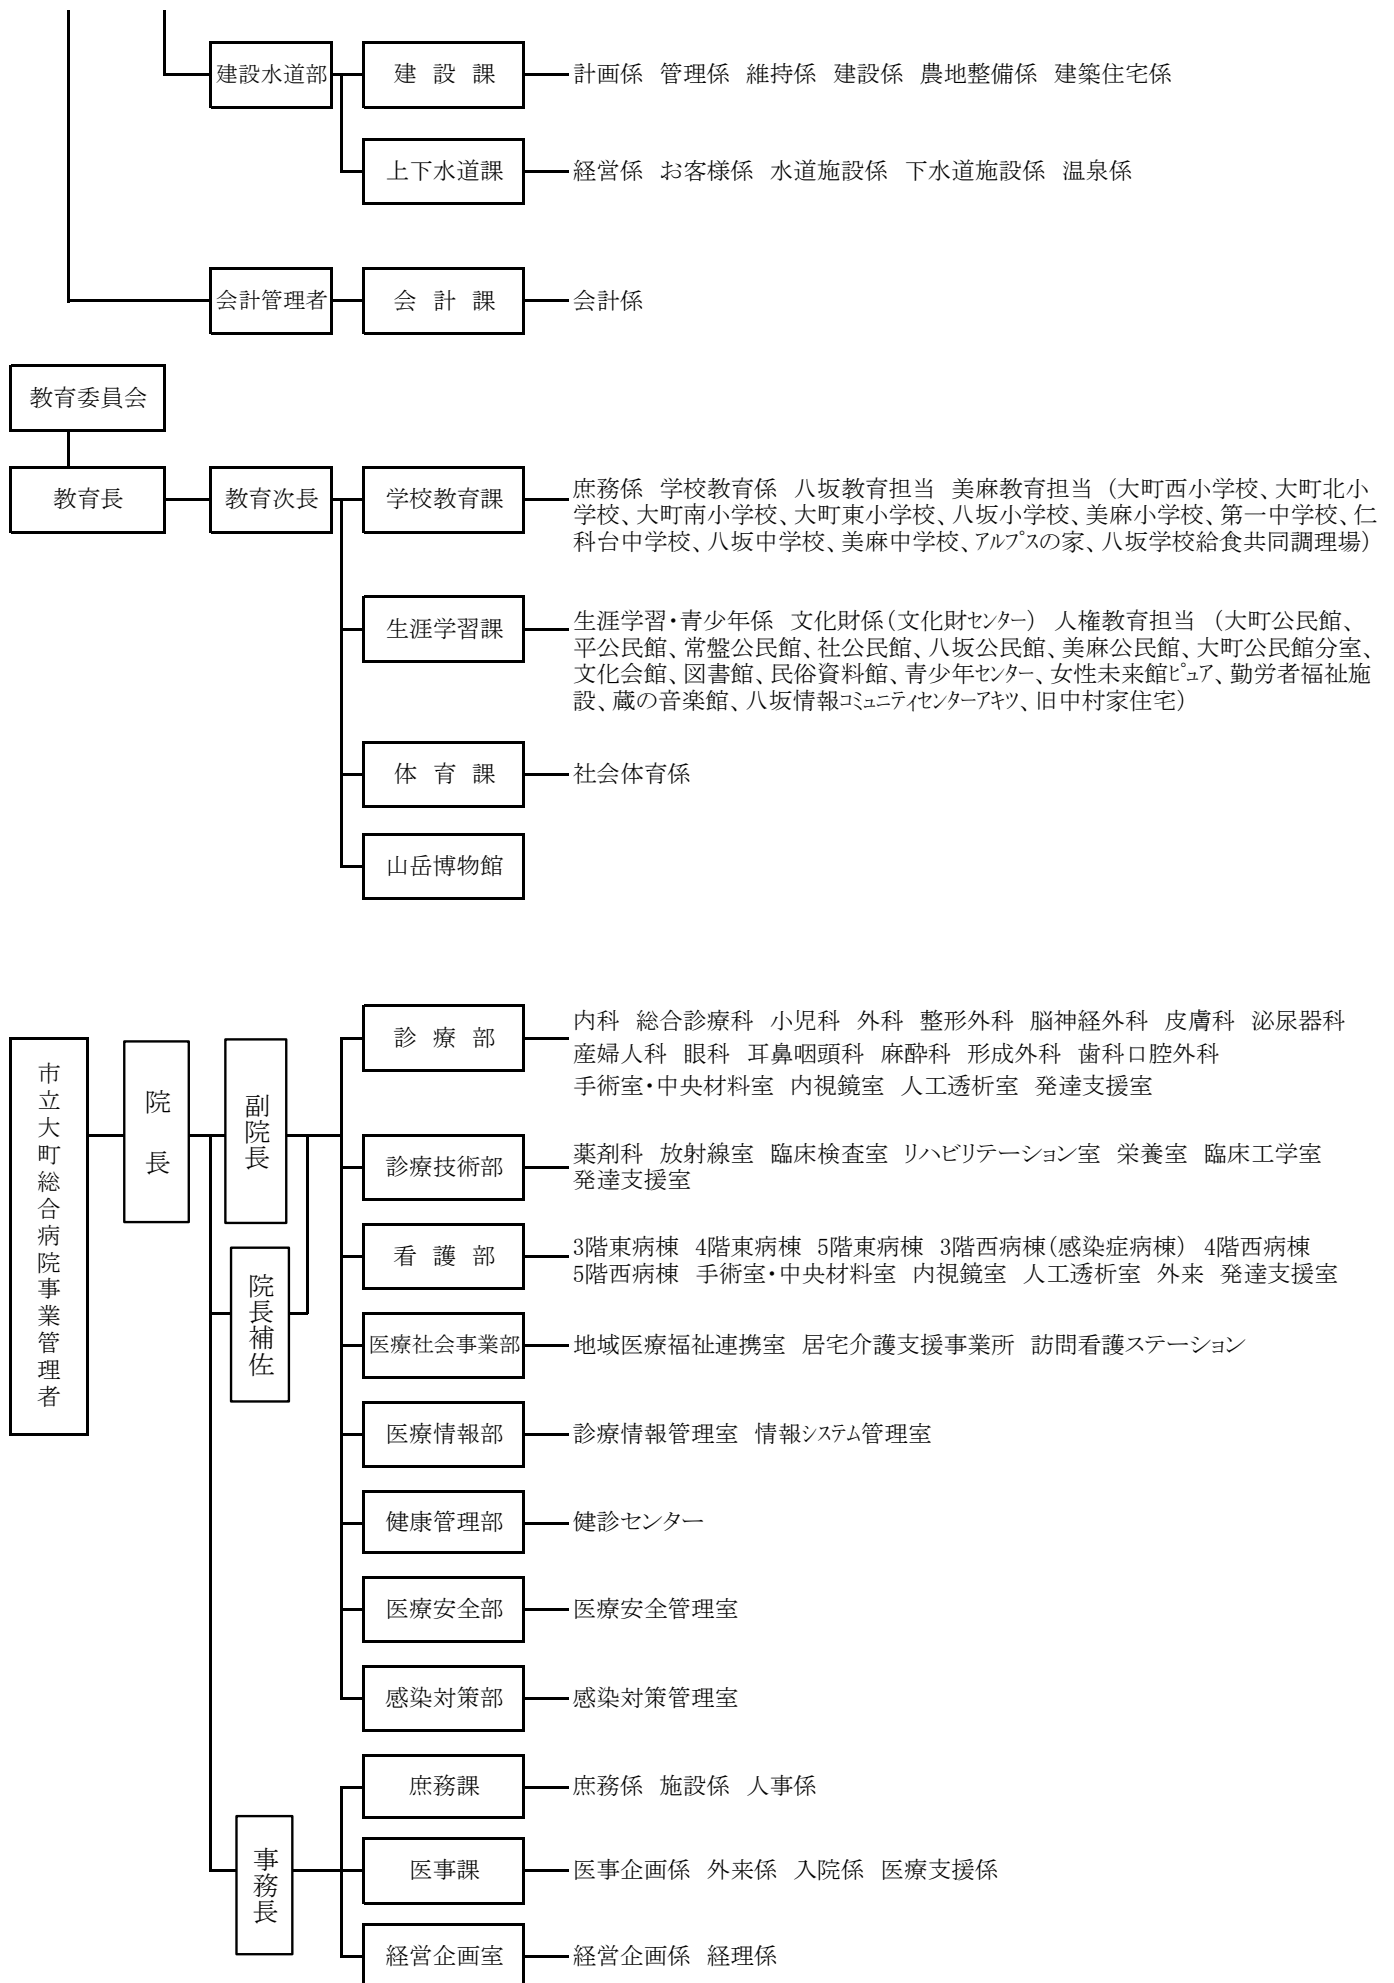 建設水道部
建　設　課
計画係　管理係　維持係　建設係　農地整備係　建築住宅係
上下水道課
経営係　お客様係　水道施設係　下水道施設係　温泉係
会計管理者
会　計　課
会計係
教育委員会
教育長
教育次長
学校教育課
庶務係　学校教育係　八坂教育担当　美麻教育担当　（大町西小学校、大町北小
学校、大町南小学校、大町東小学校、八坂小学校、美麻小学校、第一中学校、仁
科台中学校、八坂中学校、美麻中学校、ｱﾙﾌﾟｽの家、八坂学校給食共同調理場）
生涯学習課
生涯学習・青少年係　文化財係（文化財ｾﾝﾀｰ）　人権教育担当　（大町公民館、
平公民館、常盤公民館、社公民館、八坂公民館、美麻公民館、大町公民館分室、
文化会館、図書館、民俗資料館、青少年ｾﾝﾀｰ、女性未来館ﾋﾟｭｱ、勤労者福祉施
設、蔵の音楽館、八坂情報ｺﾐｭﾆﾃｨｾﾝﾀｰｱｷﾂ、旧中村家住宅）
体　育　課
社会体育係
山岳博物館
市立大町総合病院事業管理者
院　長
副院長
院長補佐
診　療　部
内科　総合診療科　小児科　外科　整形外科　脳神経外科　皮膚科　泌尿器科
産婦人科　眼科　耳鼻咽頭科　麻酔科　形成外科　歯科口腔外科
手術室・中央材料室　内視鏡室　人工透析室　発達支援室
診療技術部
薬剤科　放射線室　臨床検査室　リハビリテーション室　栄養室　臨床工学室
発達支援室
看　護　部
3階東病棟　4階東病棟　5階東病棟　3階西病棟（感染症病棟）　4階西病棟
5階西病棟　手術室・中央材料室　内視鏡室　人工透析室　外来　発達支援室
医療社会事業部
地域医療福祉連携室　居宅介護支援事業所　訪問看護ステーション
医療情報部
診療情報管理室　情報ｼｽﾃﾑ管理室
健康管理部
健診センター
医療安全部
医療安全管理室
感染対策部
感染対策管理室
事務長
庶務課
庶務係　施設係　人事係
医事課
医事企画係　外来係　入院係　医療支援係
経営企画室
経営企画係　経理係